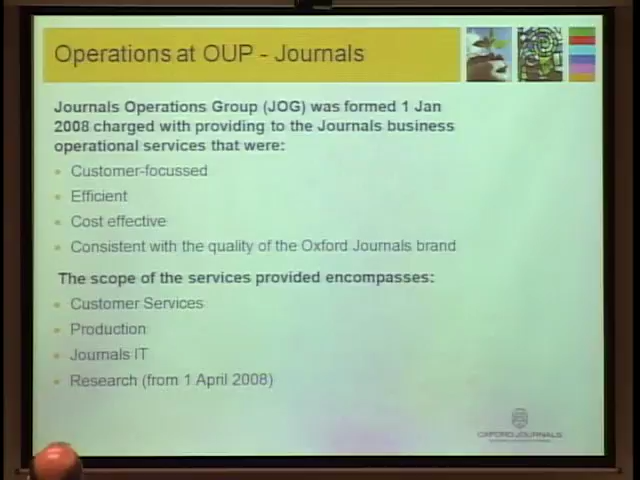 Operations at OUP - Journals
Journals Operations Group (JOG) was formed 1 Jan
2008 charged with providing to the Journals business
operational services that were:
Customer-focussed
Efficient
Cost effective
Consistent with the quality of the Oxford Journals brand
The scope of the services provided encompasses:
Customer Services
Production
Journals IT
Research (from 1 April 2008)
OXFORD JOURNALS